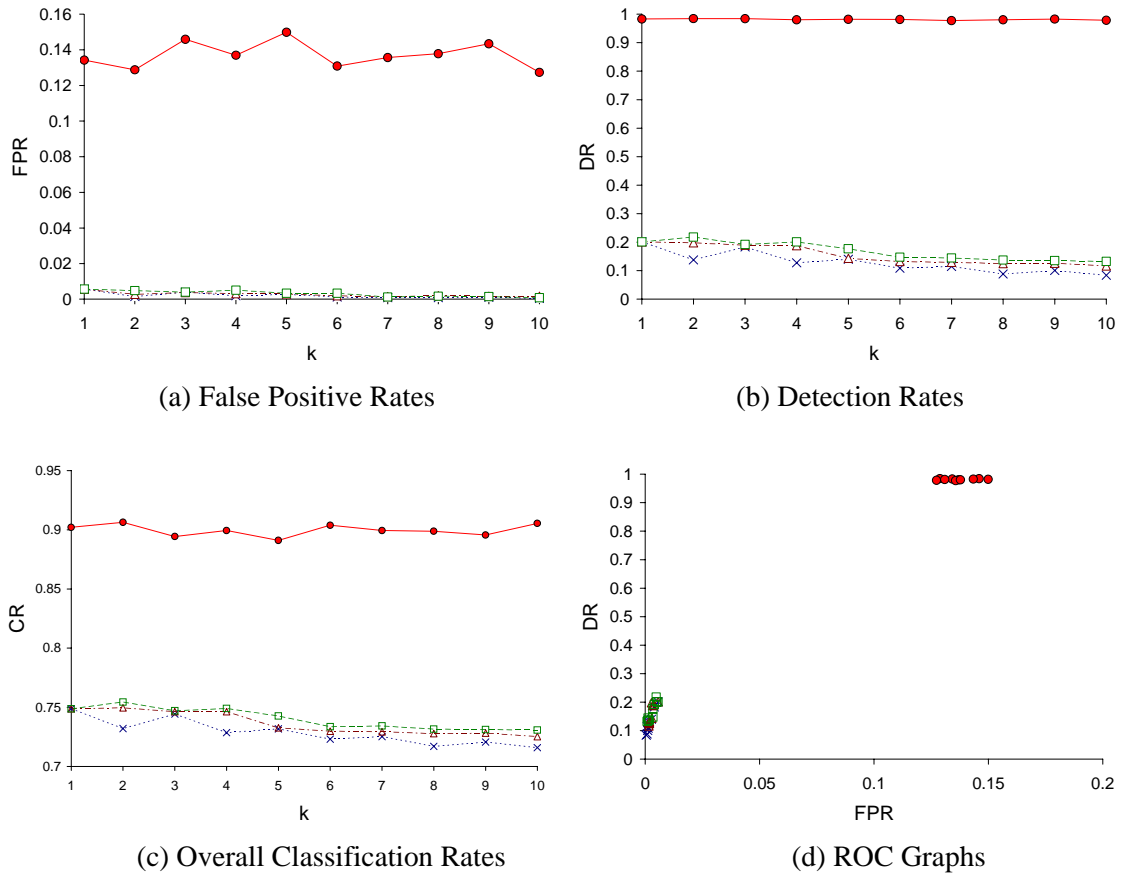 0.16
0.14
0.12
0.1
0.08
0.06
0.04
0.02
0
FPR
1 2 3 4 5 6 7 8 9 10
k
(a) False Positive Rates
1
0.9
0.8
0.7
0.6
0.5
0.4
0.3
0.2
0.1
0
DR
1 2 3 4 5 6 7 8 9 10
k
(b) Detection Rates
0.95
0.9
0.85
0.8
0.75
0.7
CR
1 2 3 4 5 6 7 8 9 10
k
(c) Overall Classification Rates
1
0.9
0.8
0.7
0.6
0.5
0.4
0.3
0.2
0.1
0
DR
0 0.05 0.1 0.15 0.2
FPR
(d) ROC Graphs